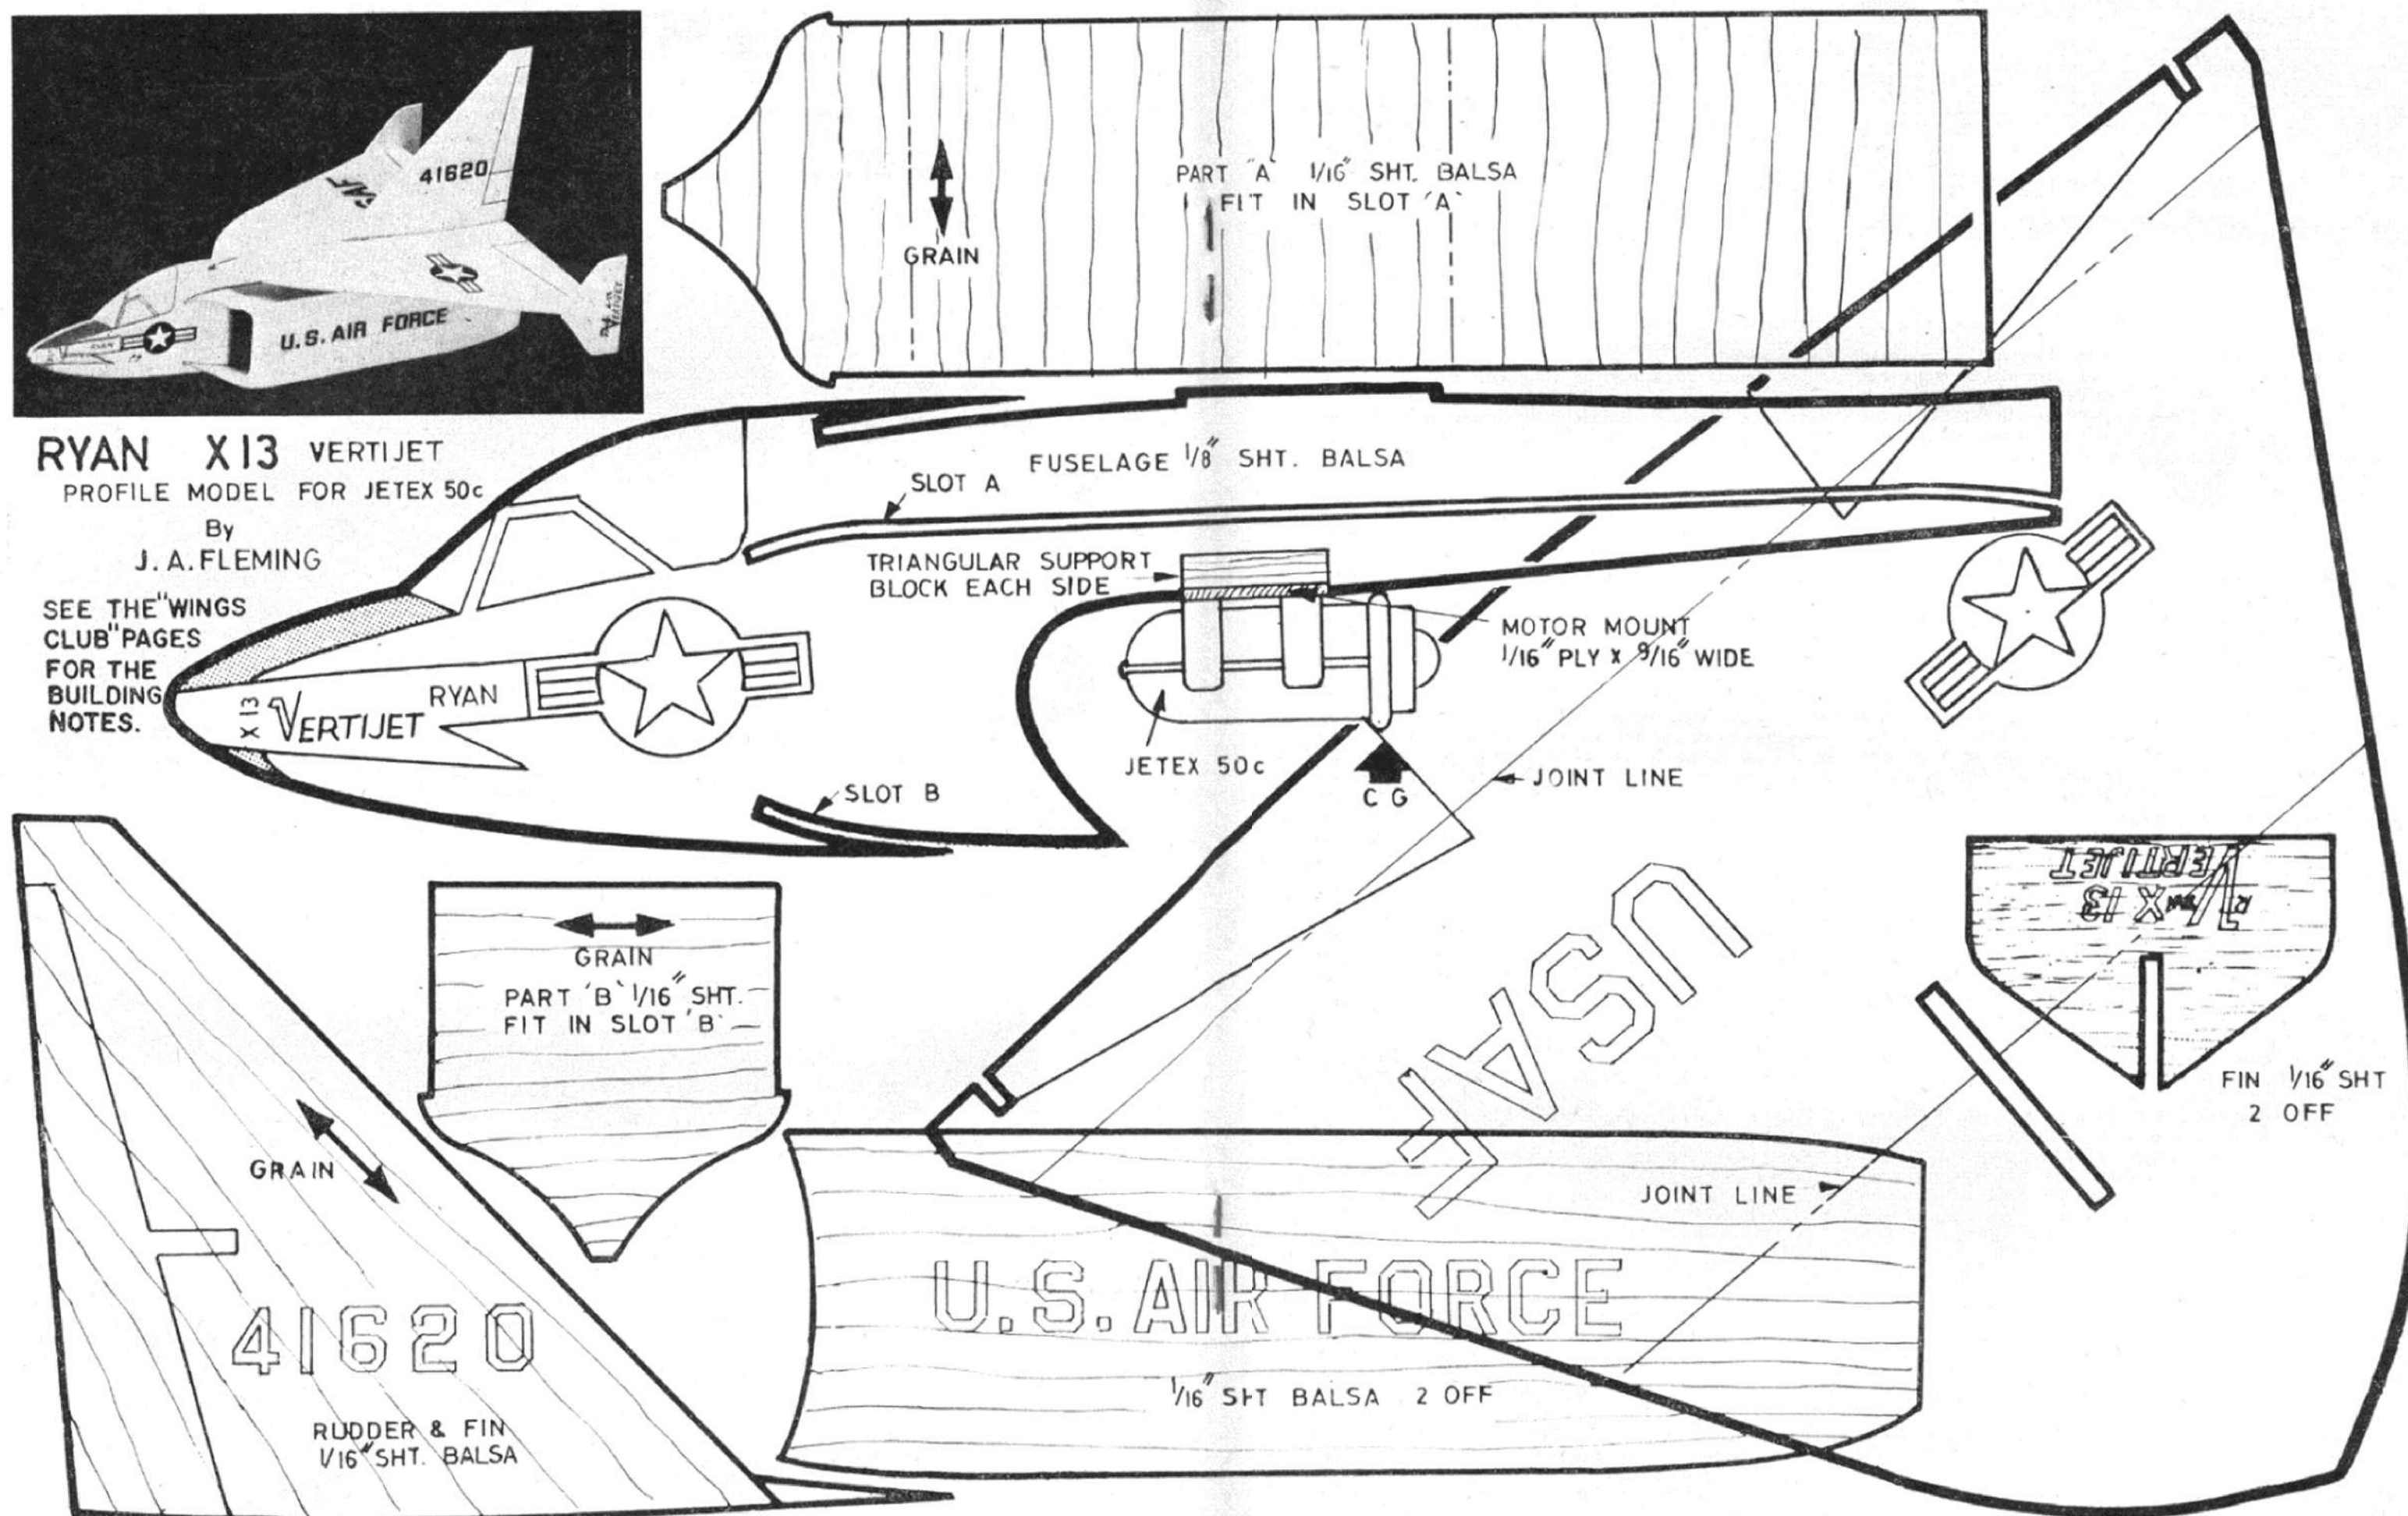 41620
U.S. AIR FORCE
RYAN X13 VERTIJET
PROFILE MODEL FOR JETEX 50c
By
J. A. FLEMING
SEE THE "WINGS
CLUB" PAGES
FOR THE
BUILDING
NOTES.
PART "A" 1/16" SHT. BALSA
FIT IN SLOT 'A'
GRAIN
FUSELAGE 1/8" SHT. BALSA
SLOT A
TRIANGULAR SUPPORT
BLOCK EACH SIDE
MOTOR MOUNT
1/16" PLY x 9/16" WIDE
X 13 VERTIJET
RYAN
JETEX 50c
C G
JOINT LINE
SLOT B
GRAIN
PART 'B' 1/16" SHT.
FIT IN SLOT 'B'
USAF
VERTIJET
X 13
FIN 1/16" SHT
2 OFF
GRAIN
JOINT LINE
41620
RUDDER & FIN
1/16" SHT. BALSA
U.S. AIR FORCE
1/16" SHT BALSA 2 OFF